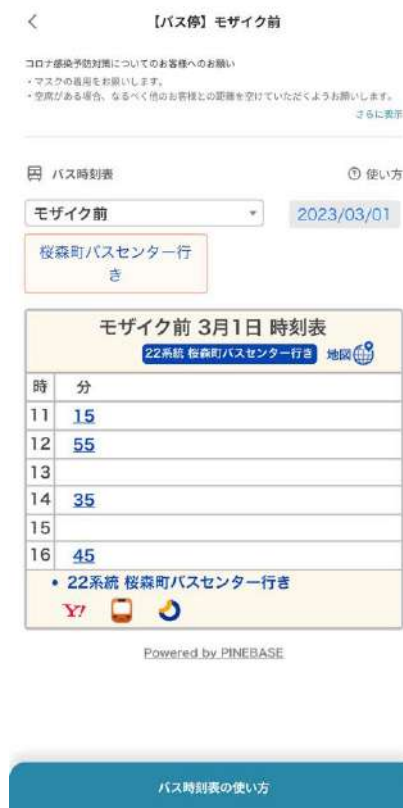 【バス停】モザイク前
コロナ感染予防対策についてのお客様へのお願い
・マスクの着用をお願いします。
・空席がある場合、なるべく他のお客様との距離を空けていただくようお願いします。
さらに表示
バス時刻表
使い方
モザイク前
2023/03/01
桜森町バスセンター行
き
モザイク前 3月1日 時刻表
22系統 桜森町バスセンター行き 地図
時 分
11 15
12 55
13
14 35
15
16 45
• 22系統 桜森町バスセンター行き
Y!
Powered by PINEBASE
バス時刻表の使い方